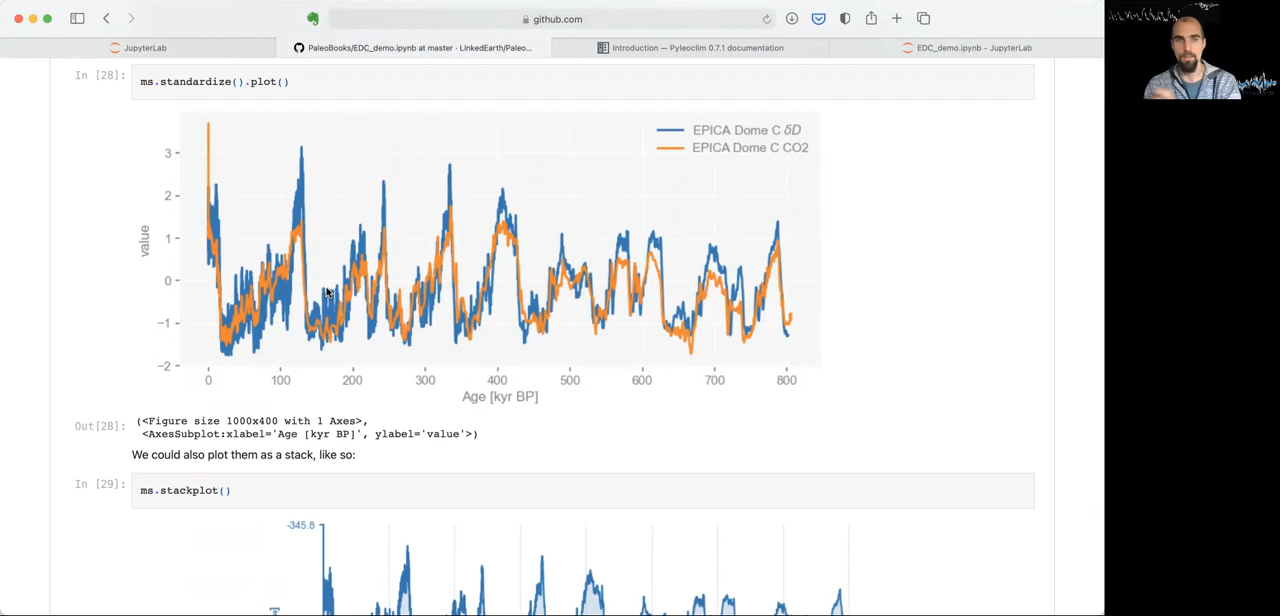 github.com
JupyterLab
PaleoBooks/EDC_demo.ipynb at master · LinkedEarth/Paleo...
Introduction — Pyleoclim 0.7.1 documentation
EDC_demo.ipynb - JupyterLab
In [28]:
ms.standardize().plot()
EPICA Dome C δD
EPICA Dome C CO2
3
2
1
0
−1
−2
value
0 100 200 300 400 500 600 700 800
Age [kyr BP]
Out[28]:
(<Figure size 1000x400 with 1 Axes>,
<AxesSubplot:xlabel='Age [kyr BP]', ylabel='value'>)
We could also plot them as a stack, like so:
In [29]:
ms.stackplot()
-345.8